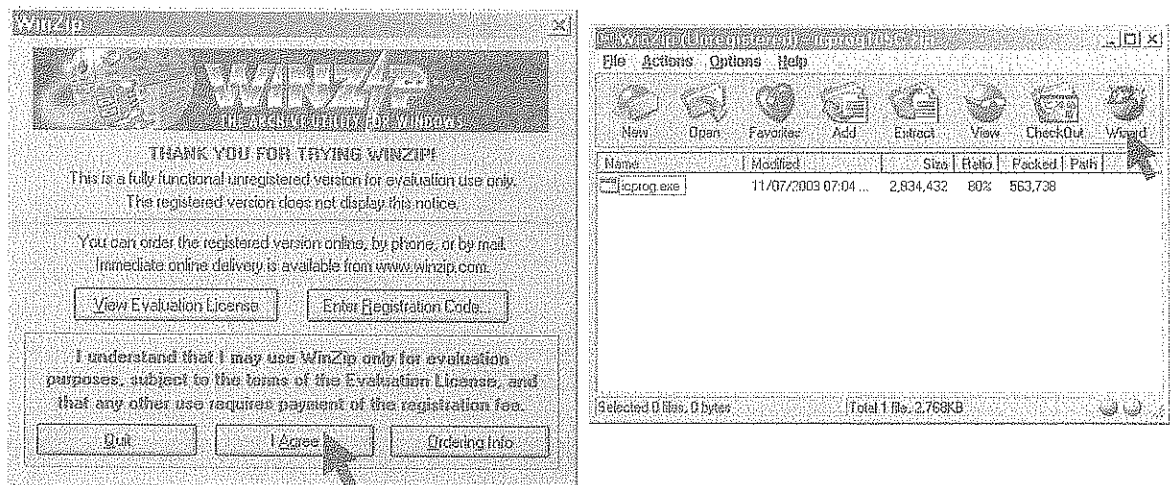 WinZip
WINZIP
THE ARCHIVE UTILITY FOR WINDOWS
THANK YOU FOR TRYING WINZIP!
This is a fully functional unregistered version for evaluation use only.
The registered version does not display this notice.
You can order the registered version online, by phone, or by mail.
Immediate online delivery is available from www.winzip.com.
View Evaluation License
Enter Registration Code...
I understand that I may use WinZip only for evaluation
purposes, subject to the terms of the Evaluation License, and
that any other use requires payment of the registration fee.
Quit
I Agree
Ordering Info
WinZip (Unregistered) -
File Actions Options Help
New Open Favorites Add Extract View CheckOut Wizard
Name Modified Size Ratio Packed Path
icprog.exe 11/07/2003 07:04 ... 2,834,432 80% 563,738
Selected 0 files, 0 bytes
Total 1 file, 2,768KB